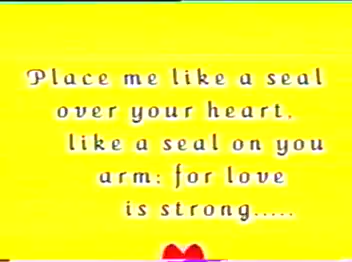 Place me like a seal
over your heart,
like a seal on you
arm; for love
is strong.....